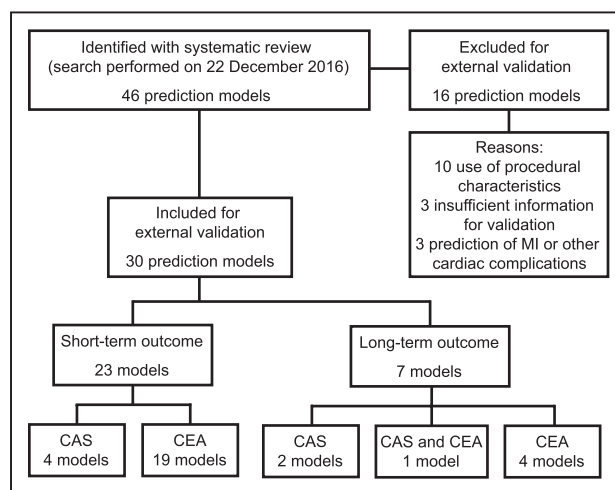 Identified with systematic review
(search performed on 22 December 2016)
46 prediction models
Excluded for
external validation
16 prediction models
Reasons:
10 use of procedural
characteristics
3 insufficient information
for validation
3 prediction of MI or other
cardiac complications
Included for
external validation
30 prediction models
Short-term outcome
23 models
Long-term outcome
7 models
CAS
4 models
CEA
19 models
CAS
2 models
CAS and CEA
1 model
CEA
4 models